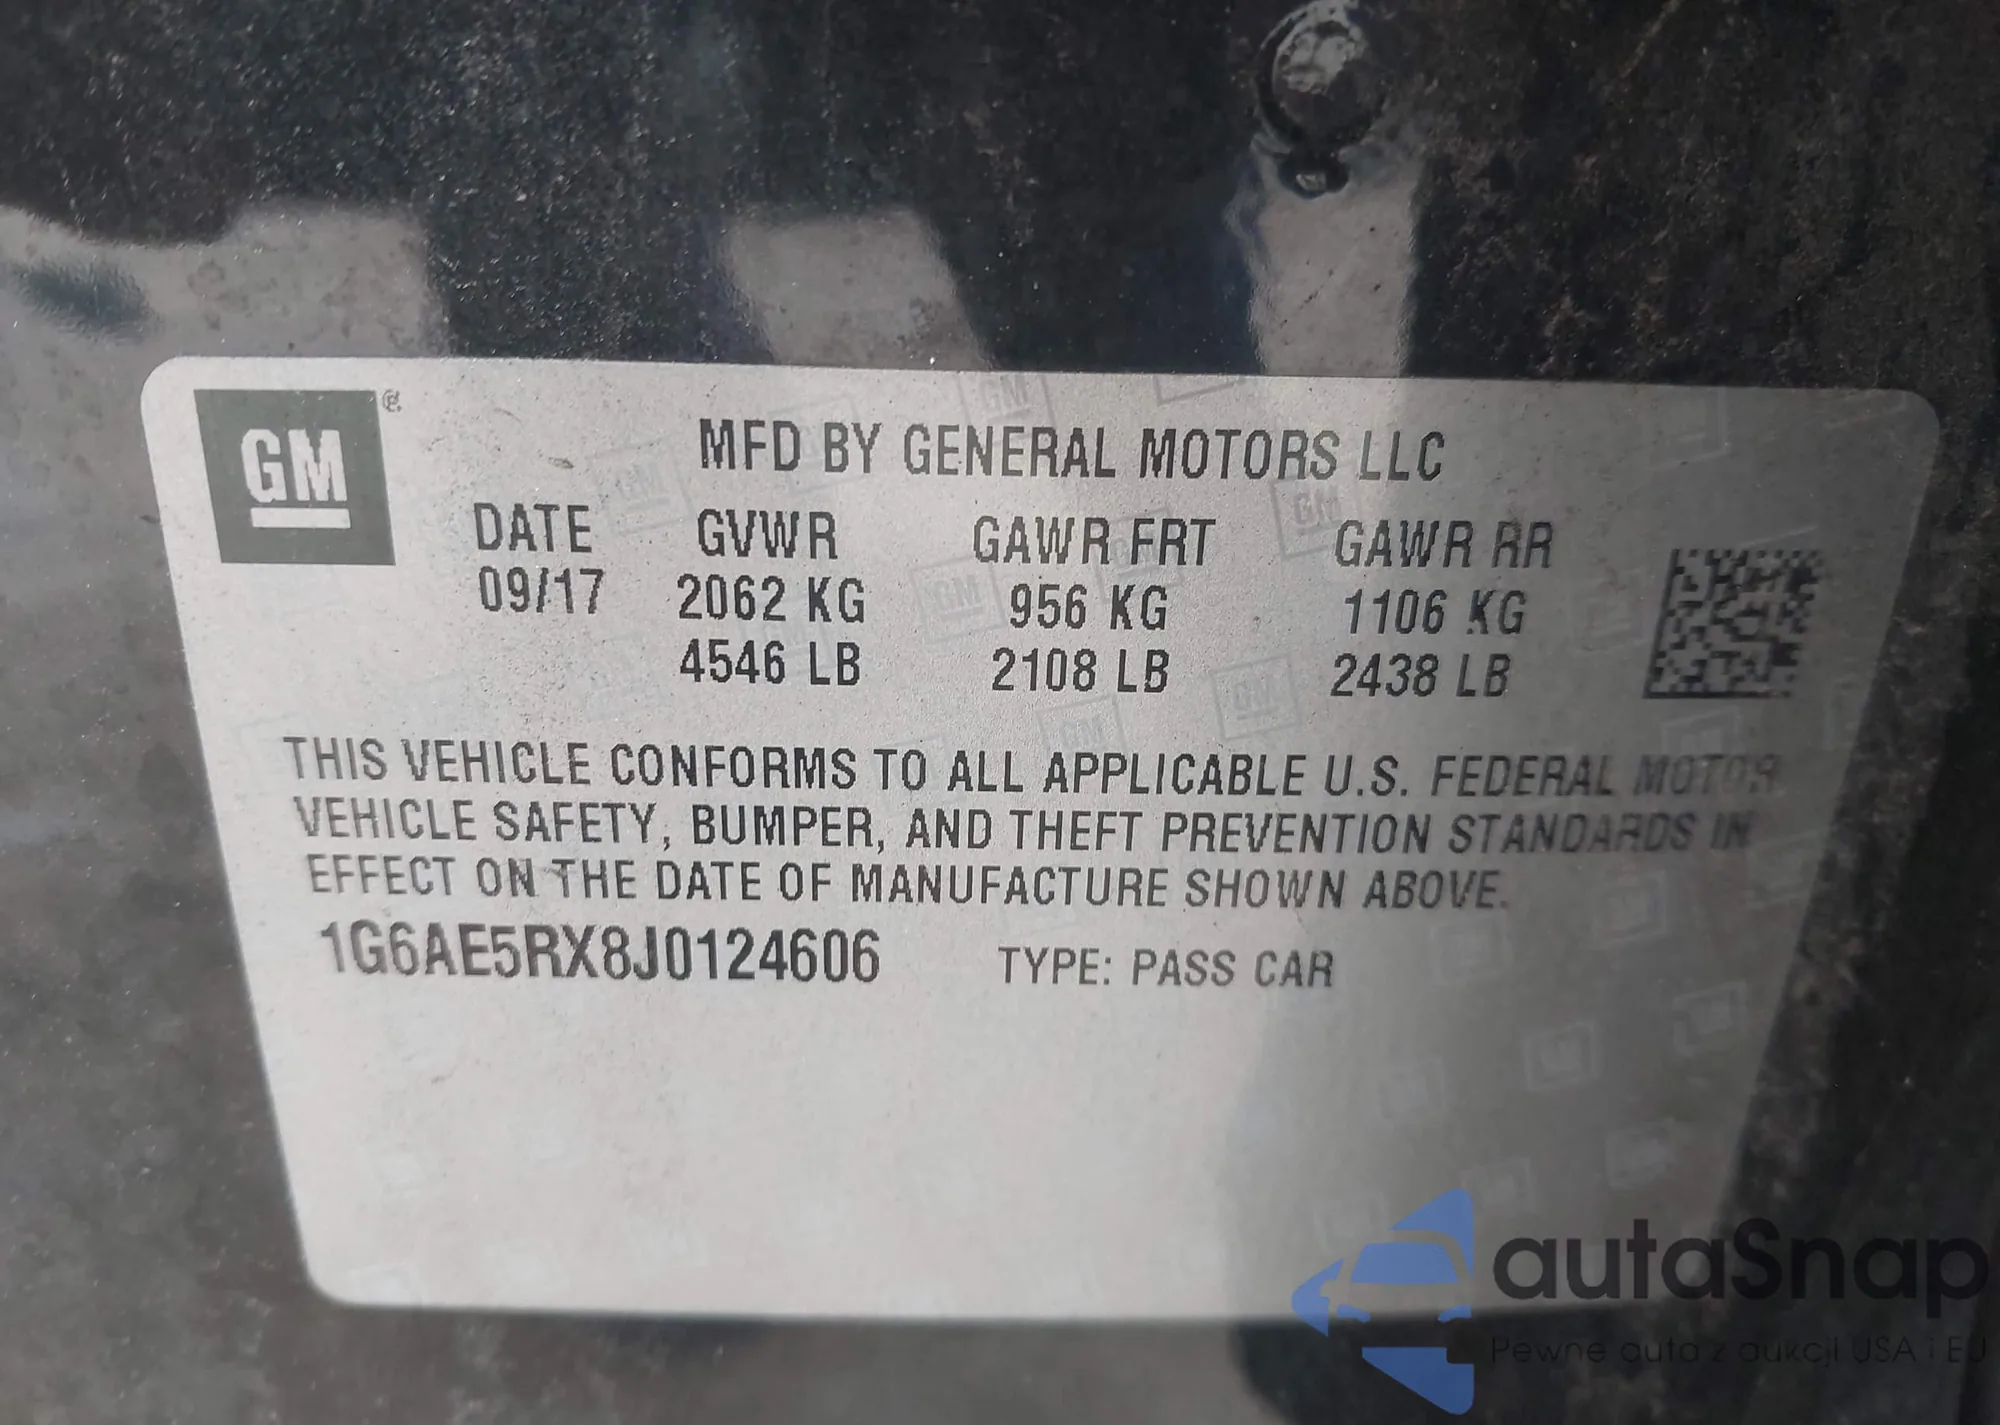 GM
MFD BY GENERAL MOTORS LLC
DATE GVWR GAWR FRT GAWR RR
09/17 2062 KG 956 KG 1106 KG
4546 LB 2108 LB 2438 LB
THIS VEHICLE CONFORMS TO ALL APPLICABLE U.S. FEDERAL MOTOR
VEHICLE SAFETY, BUMPER, AND THEFT PREVENTION STANDARDS IN
EFFECT ON THE DATE OF MANUFACTURE SHOWN ABOVE.
1G6AE5RX8J0124606 TYPE: PASS CAR
autaSnap
Pewne auta z aukcji USA i EU